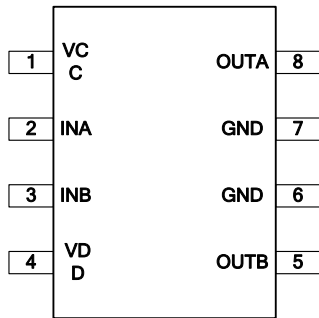 1 VC
C OUTA 8
2 INA GND 7
3 INB GND 6
4 VD
D OUTB 5